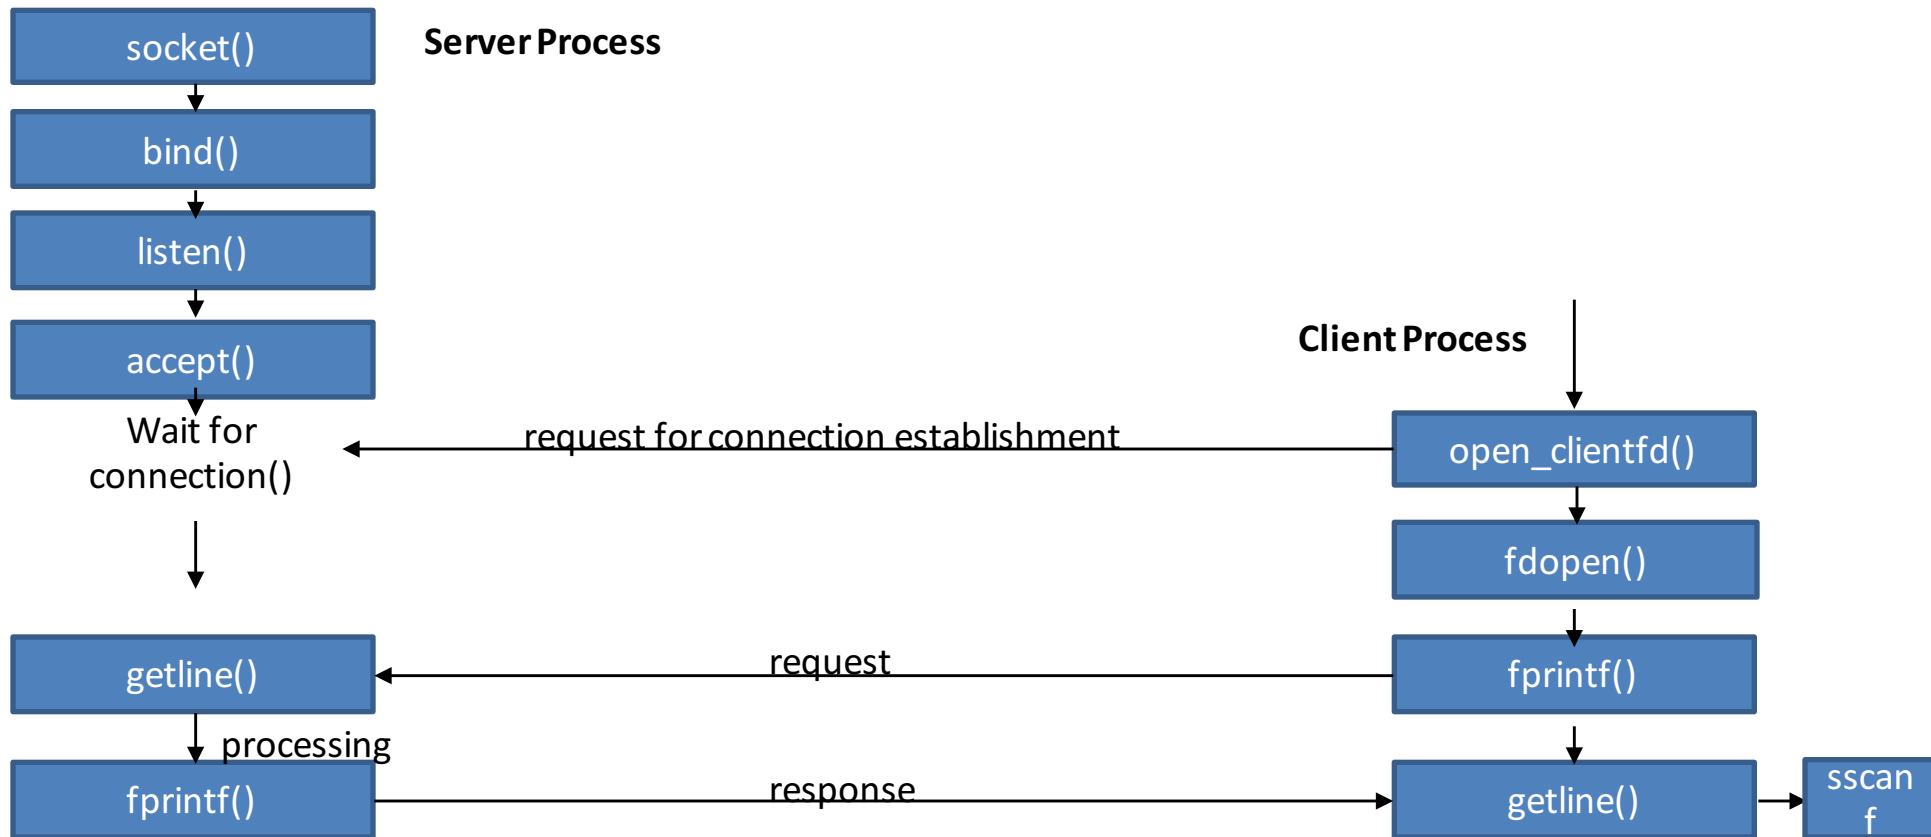 socket()
Server Process
bind()
listen()
accept()
Client Process
Wait for
connection()
request for connection establishment
open_clientfd()
fdopen()
getline()
request
fprintf()
processing
fprintf()
response
getline()
sscan
f